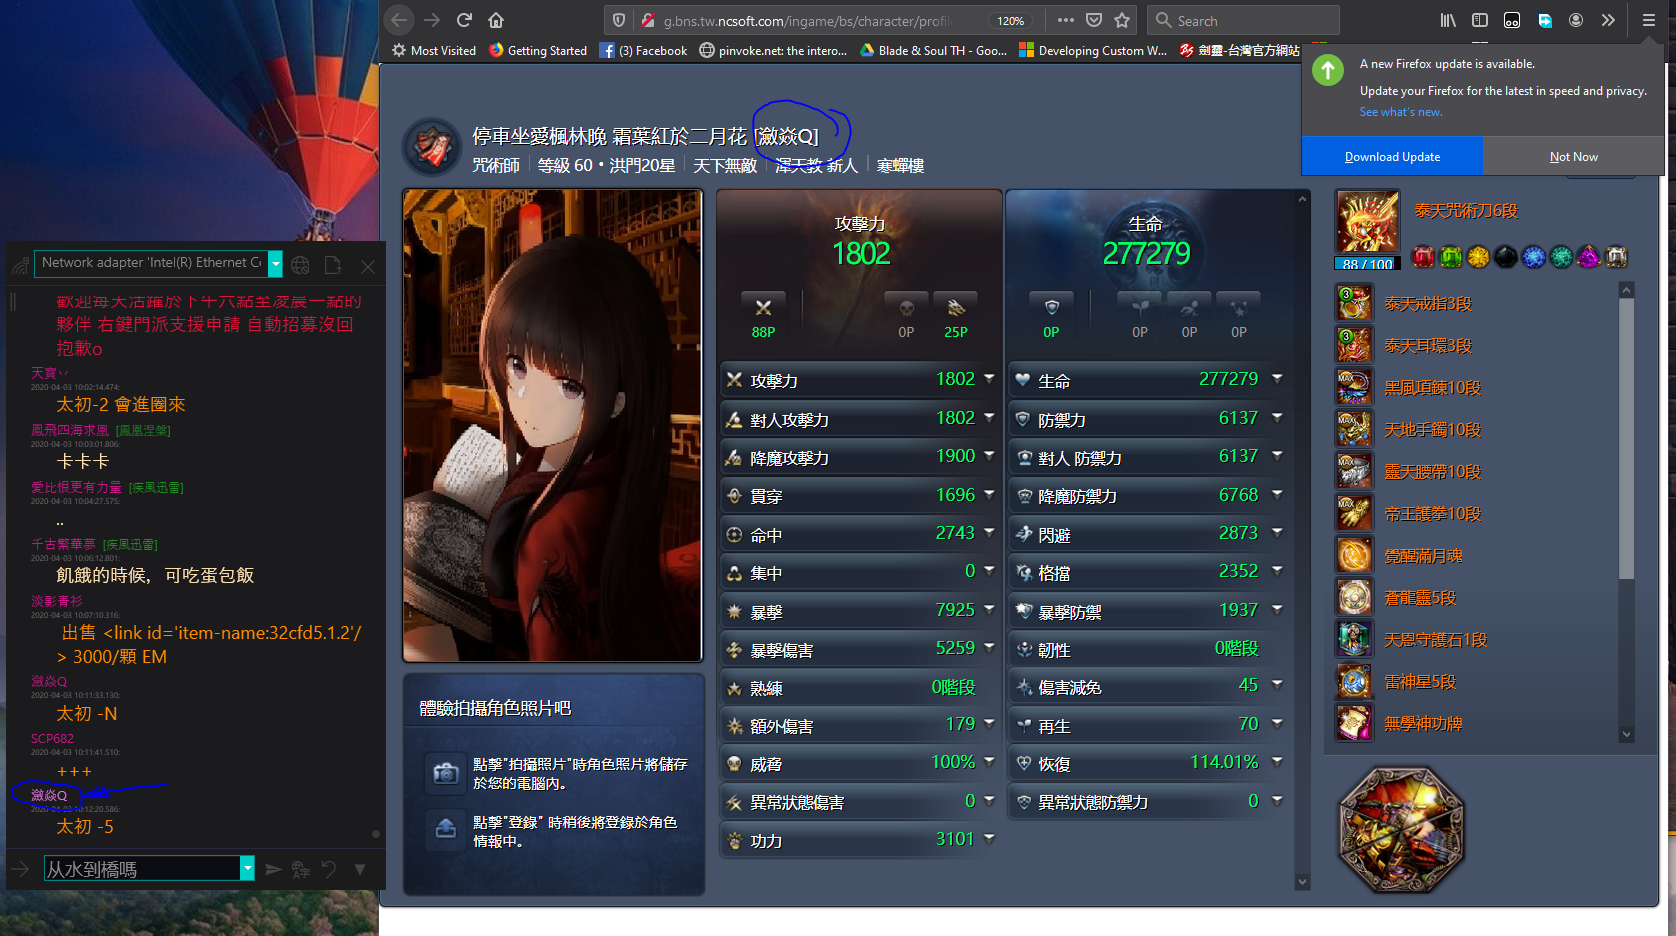 g.bns.tw.ncsoft.com/ingame/bs/character/profile
120%
Search
Most Visited
Getting Started
(3) Facebook
pinvoke.net: the intero...
Blade & Soul TH - Goo...
Developing Custom W...
劍靈-台灣官方網站
A new Firefox update is available.
Update your Firefox for the latest in speed and privacy.
See what's new.
Download Update
Not Now
停車坐愛楓林晚 霜葉紅於二月花 [瀲焱Q]
咒術師 等級 60・洪門20星 天下無敵 渾天教 新人 寒蟬樓
攻擊力
1802
88P
0P
25P
生命
277279
0P
0P
0P
0P
攻擊力 1802
對人攻擊力 1802
降魔攻擊力 1900
貫穿 1696
命中 2743
集中 0
暴擊 7925
暴擊傷害 5259
熟練 0階段
額外傷害 179
威脅 100%
異常狀態傷害 0
功力 3101
生命 277279
防禦力 6137
對人 防禦力 6137
降魔防禦力 6768
閃避 2873
格擋 2352
暴擊防禦 1937
韌性 0階段
傷害減免 45
再生 70
恢復 114.01%
異常狀態防禦力 0
體驗拍攝角色照片吧
點擊"拍攝照片"時角色照片將儲存
於您的電腦內。
點擊"登錄" 時稍後將登錄於角色
情報中。
泰天咒術刀6段
88 / 100
3
泰天戒指3段
3
泰天耳環3段
MAX
黑風項鍊10段
MAX
天地手鐲10段
MAX
靈天腰帶10段
MAX
帝王護拳10段
覺醒滿月魂
蒼龍靈5段
天恩守護石1段
雷神星5段
無學神功牌
Network adapter 'Intel(R) Ethernet Co
歡迎每天活躍於下午六點至凌晨一點的
夥伴 右鍵門派支援申請 自動招募沒回
抱歉o
天寶丷
2020-04-03 10:02:14.474:
太初-2 會進圈來
鳳飛四海求凰 [鳳凰涅槃]
2020-04-03 10:03:01.806:
卡卡卡
愛比恨更有力量 [疾風迅雷]
2020-04-03 10:04:27.575:
..
千古繁華夢 [疾風迅雷]
2020-04-03 10:06:12.801:
飢餓的時候，可吃蛋包飯
淡影青衫
2020-04-03 10:07:10.316:
出售 <link id='item-name:32cfd5.1.2'/
> 3000/顆 EM
瀲焱Q
2020-04-03 10:11:33.130:
太初 -N
SCP682
2020-04-03 10:11:41.510:
+++
瀲焱Q
2020-04-03 10:12:20.586:
太初 -5
从水到橋嗎